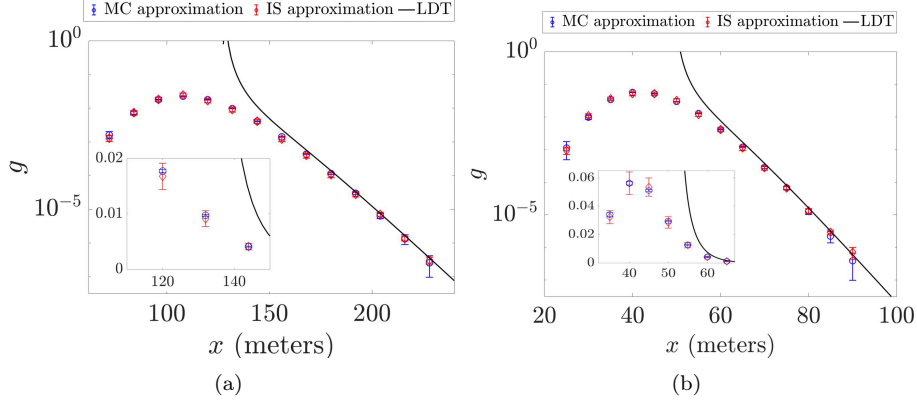 MC approximation IS approximation LDT
10^0
10^-5
g
0.02
0.01
0
120 140
100 150 200
x (meters)
(a)
MC approximation IS approximation LDT
10^0
10^-5
g
0.06
0.04
0.02
0
40 50 60
20 40 60 80 100
x (meters)
(b)